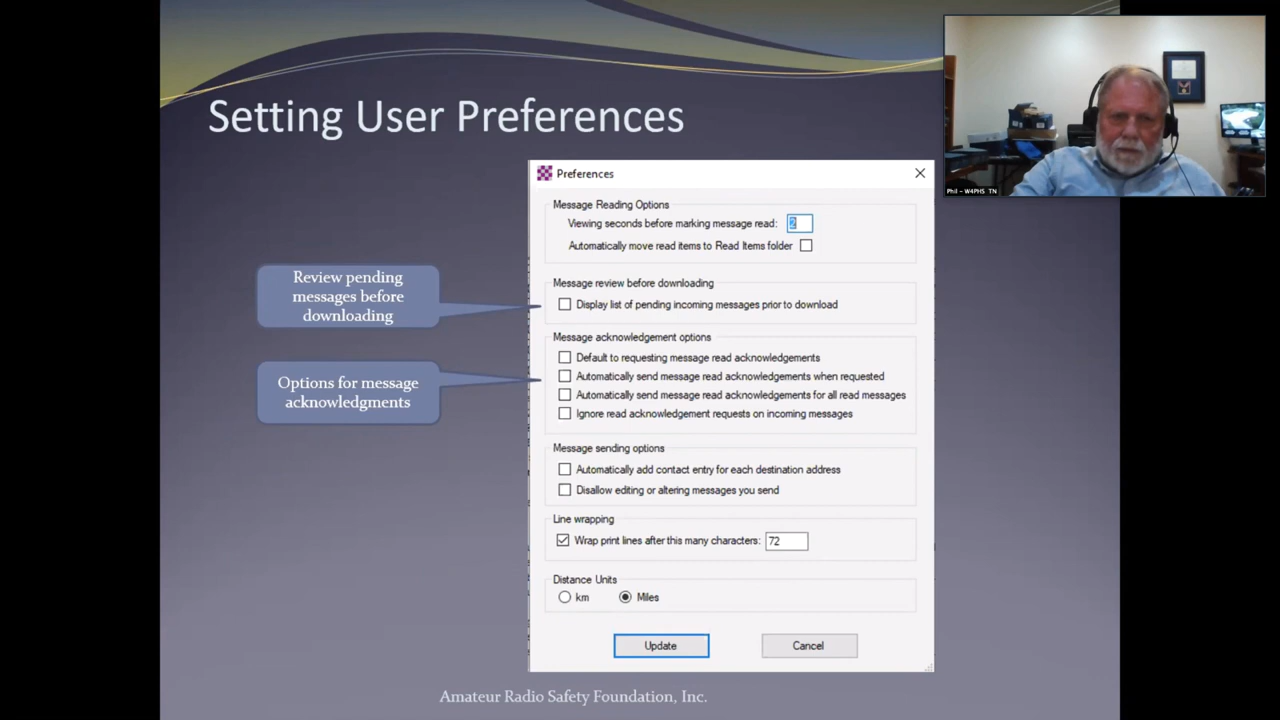 Setting User Preferences
Phil - W4PHS TN
Preferences
Message Reading Options
Viewing seconds before marking message read: 2
Automatically move read items to Read Items folder
Review pending
messages before
downloading
Message review before downloading
Display list of pending incoming messages prior to download
Options for message
acknowledgments
Message acknowledgement options
Default to requesting message read acknowledgements
Automatically send message read acknowledgements when requested
Automatically send message read acknowledgements for all read messages
Ignore read acknowledgement requests on incoming messages
Message sending options
Automatically add contact entry for each destination address
Disallow editing or altering messages you send
Line wrapping
Wrap print lines after this many characters: 72
Distance Units
km Miles
Update Cancel
Amateur Radio Safety Foundation, Inc.